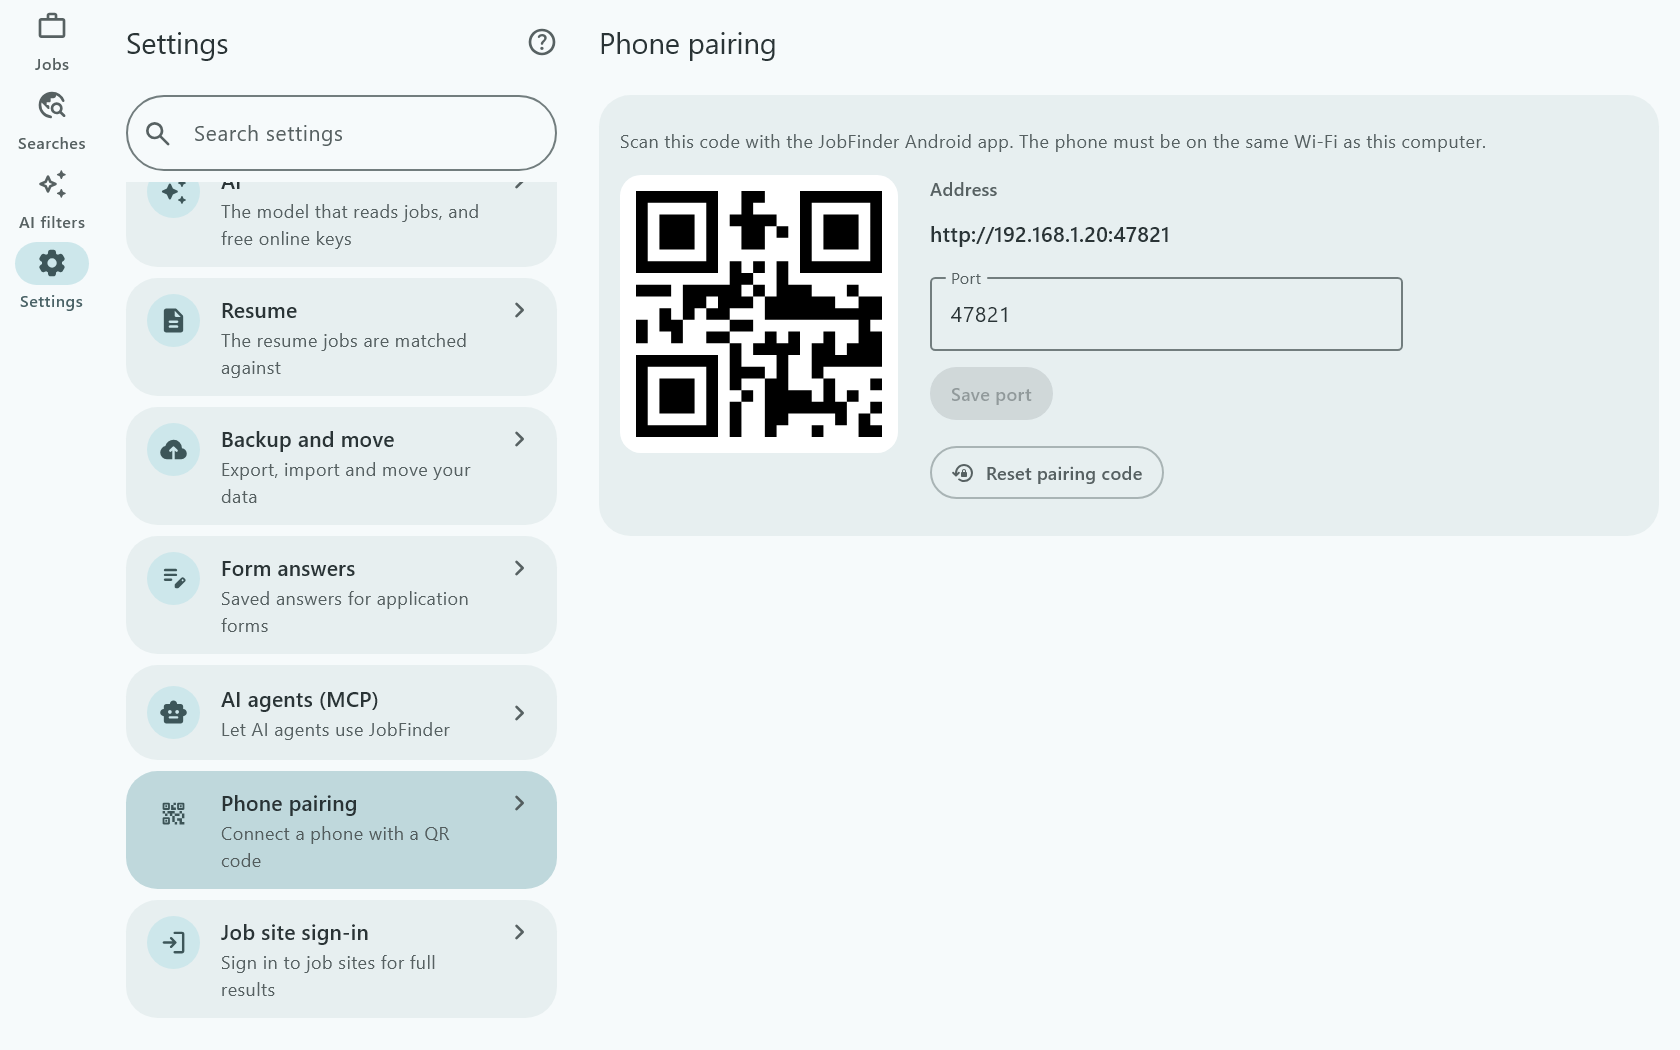 Jobs
Searches
AI filters
Settings
Settings
Search settings
AI
The model that reads jobs, and
free online keys
Resume
The resume jobs are matched
against
Backup and move
Export, import and move your
data
Form answers
Saved answers for application
forms
AI agents (MCP)
Let AI agents use JobFinder
Phone pairing
Connect a phone with a QR
code
Job site sign-in
Sign in to job sites for full
results
Phone pairing
Scan this code with the JobFinder Android app. The phone must be on the same Wi-Fi as this computer.
Address
http://192.168.1.20:47821
Port
47821
Save port
Reset pairing code